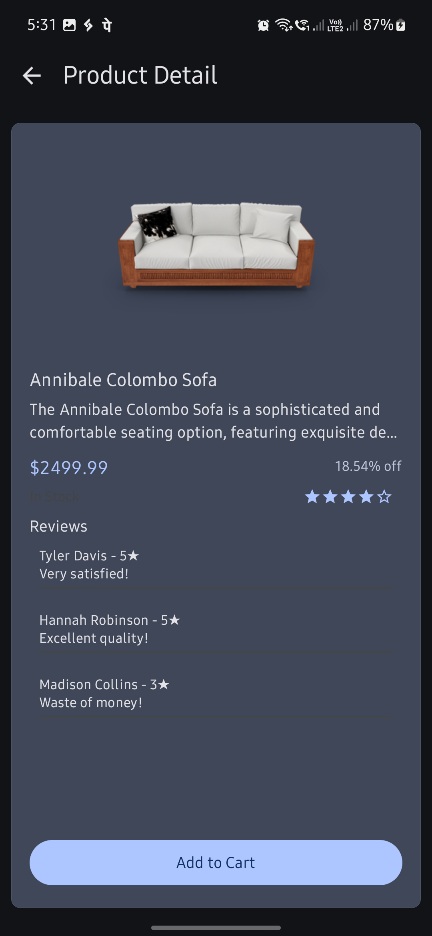 5:31
Vo))
LTE2
87%
Product Detail
Annibale Colombo Sofa
The Annibale Colombo Sofa is a sophisticated and
comfortable seating option, featuring exquisite de...
$2499.99
18.54% off
★★★★☆
Reviews
Tyler Davis - 5★
Very satisfied!
Hannah Robinson - 5★
Excellent quality!
Madison Collins - 3★
Waste of money!
Add to Cart